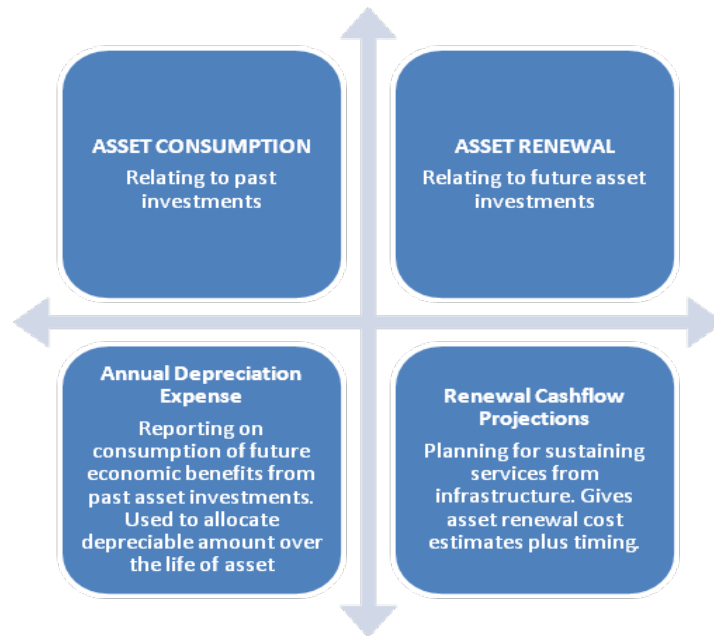 ASSET CONSUMPTION
Relating to past
investments
ASSET RENEWAL
Relating to future asset
investments
Annual Depreciation
Expense
Reporting on
consumption of future
economic benefits from
past asset investments.
Used to allocate
depreciable amount over
the life of asset
Renewal Cashflow
Projections
Planning for sustaining
services from
infrastructure. Gives
asset renewal cost
estimates plus timing.